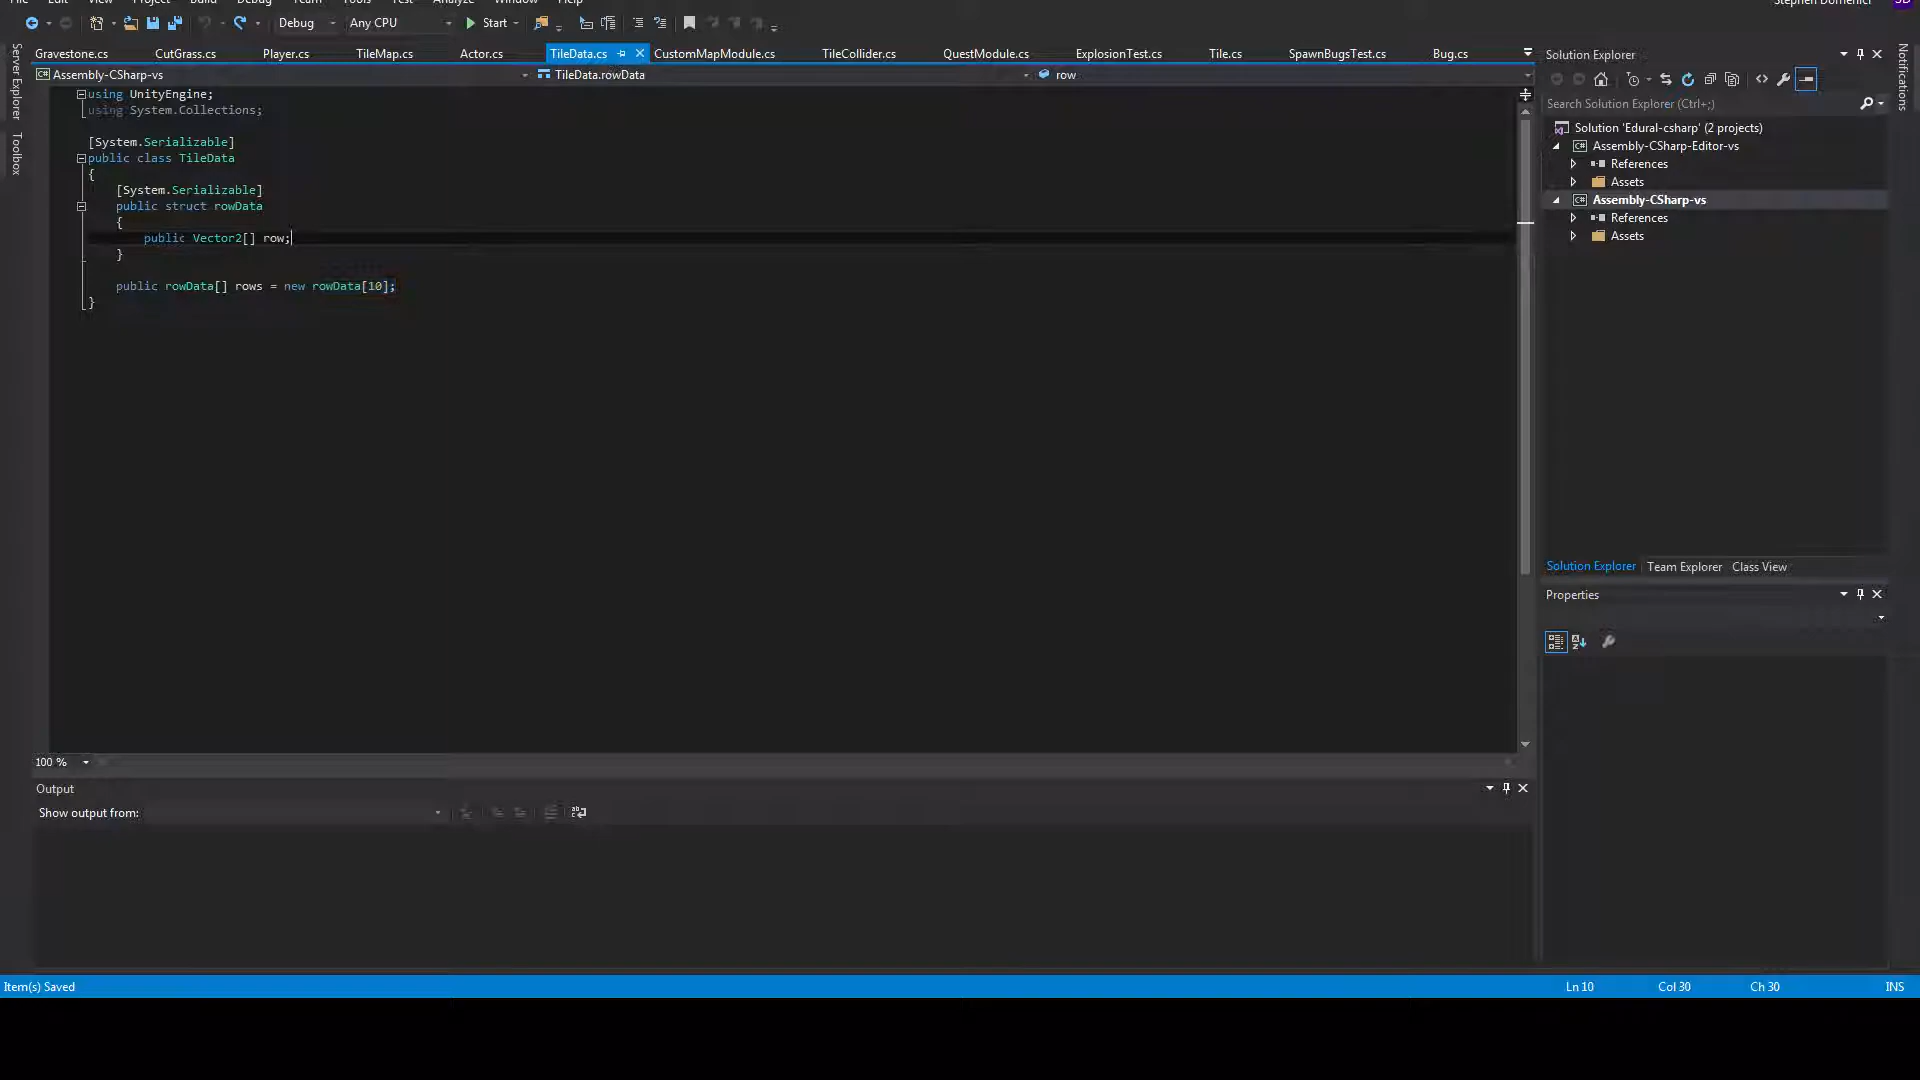 File Edit View Project Build Debug Team Tools Test Analyze Window Help
Stephen Domenici SD
Debug Any CPU Start
Server Explorer
Toolbox
Gravestone.cs CutGrass.cs Player.cs TileMap.cs Actor.cs TileData.cs CustomMapModule.cs TileCollider.cs QuestModule.cs ExplosionTest.cs Tile.cs SpawnBugsTest.cs Bug.cs
Assembly-CSharp-vs TileData.rowData row
using UnityEngine;
using System.Collections;
[System.Serializable]
public class TileData
{
[System.Serializable]
public struct rowData
{
public Vector2[] row;
}
public rowData[] rows = new rowData[10];
}
100 %
Output
Show output from:
Solution Explorer
Search Solution Explorer (Ctrl+;)
Solution 'Edural-csharp' (2 projects)
C# Assembly-CSharp-Editor-vs
References
Assets
C# Assembly-CSharp-vs
References
Assets
Solution Explorer Team Explorer Class View
Properties
Notifications
Item(s) Saved Ln 10 Col 30 Ch 30 INS